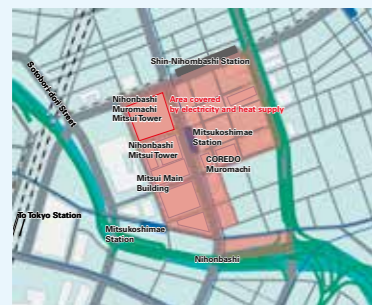 Shin-Nihombashi Station
Sotobori-dori Street
Nihonbashi
Muromachi
Mitsui Tower
Area covered
by electricity and heat supply
Mitsukoshimae
Station
Nihonbashi
Mitsui Tower
COREDO
Muromachi
Mitsui Main
Building
To Tokyo Station
Mitsukoshimae
Station
Nihonbashi